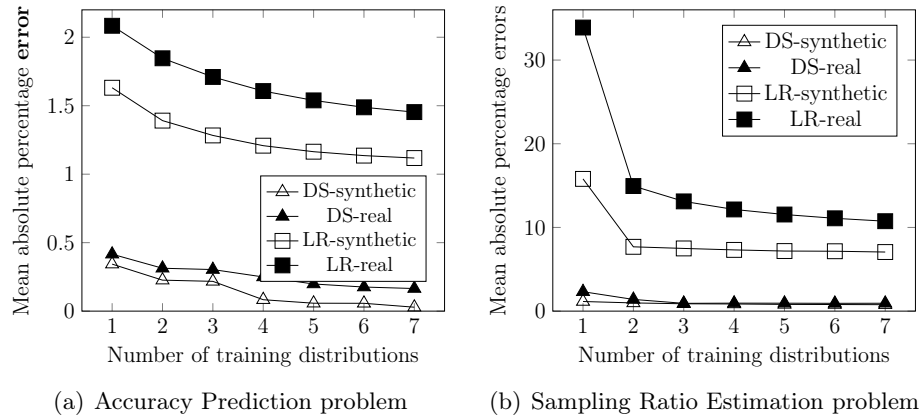 Mean absolute percentage error
2
1.5
1
0.5
0
1 2 3 4 5 6 7
Number of training distributions
DS-synthetic
DS-real
LR-synthetic
LR-real
(a) Accuracy Prediction problem
Mean absolute percentage errors
30
20
10
0
1 2 3 4 5 6 7
Number of training distributions
DS-synthetic
DS-real
LR-synthetic
LR-real
(b) Sampling Ratio Estimation problem